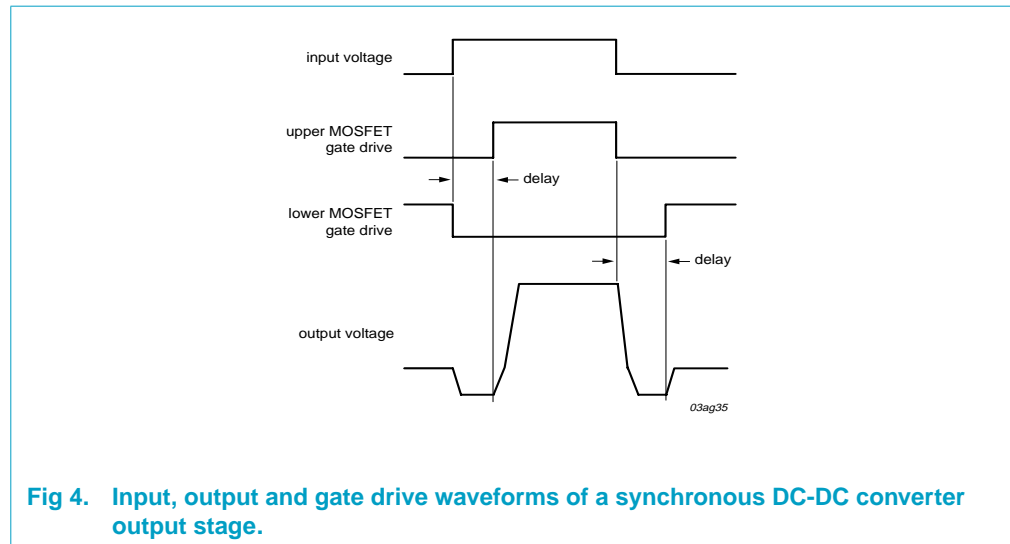 input voltage
upper MOSFET
gate drive
delay
lower MOSFET
gate drive
delay
output voltage
03ag35
Fig 4. Input, output and gate drive waveforms of a synchronous DC-DC converter
output stage.